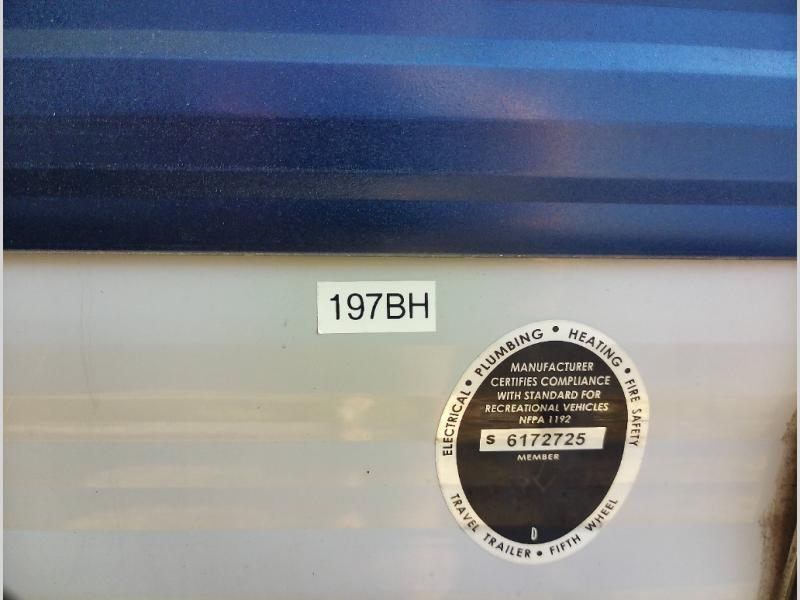 197BH
ELECTRICAL • PLUMBING • HEATING • FIRE SAFETY
MANUFACTURER
CERTIFIES COMPLIANCE
WITH STANDARD FOR
RECREATIONAL VEHICLES
NFPA 1192
S 6172725
MEMBER
D
TRAVEL TRAILER • FIFTH WHEEL